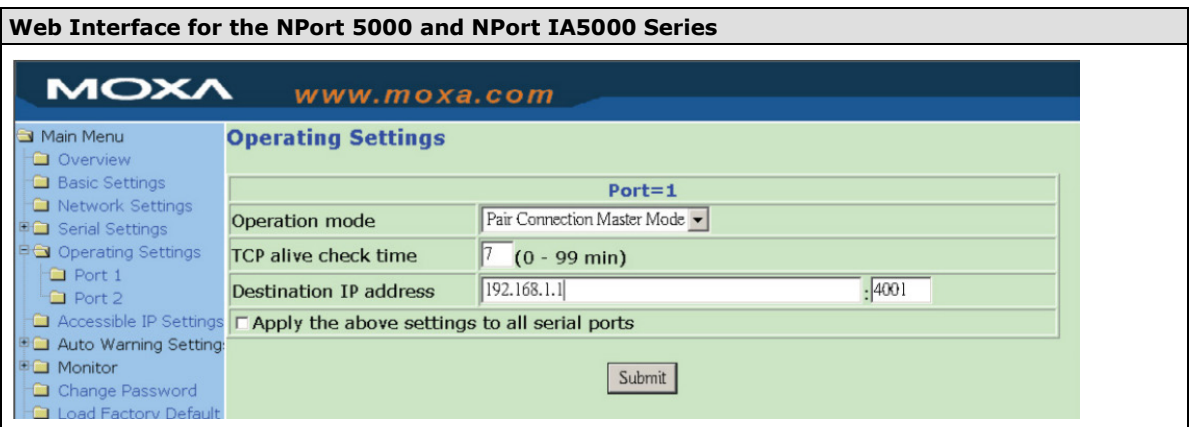 Web Interface for the NPort 5000 and NPort IA5000 Series
MOXA www.moxa.com
Main Menu
Overview
Basic Settings
Network Settings
Serial Settings
Operating Settings
Port 1
Port 2
Accessible IP Settings
Auto Warning Setting
Monitor
Change Password
Load Factory Default
Operating Settings
Port=1
Operation mode Pair Connection Master Mode
TCP alive check time 7 (0 - 99 min)
Destination IP address 192.168.1.1 : 4001
Apply the above settings to all serial ports
Submit